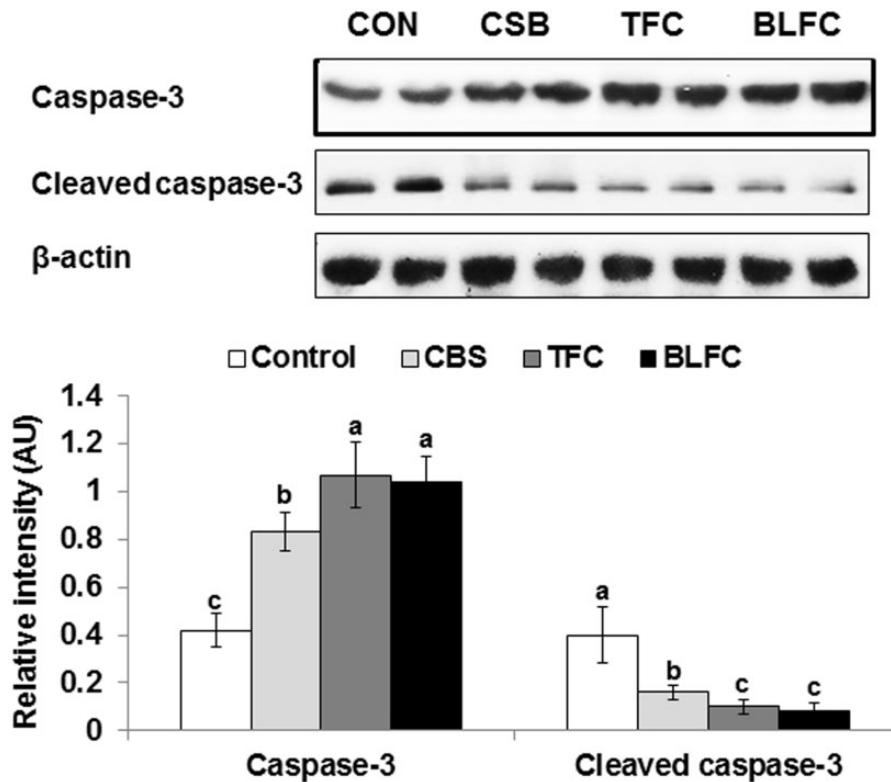 CON CSB TFC BLFC
Caspase-3
Cleaved caspase-3
β-actin
Control CBS TFC BLFC
Relative intensity (AU)
1.4
1.2
1
0.8
0.6
0.4
0.2
0
c b a a
a b c c
Caspase-3 Cleaved caspase-3